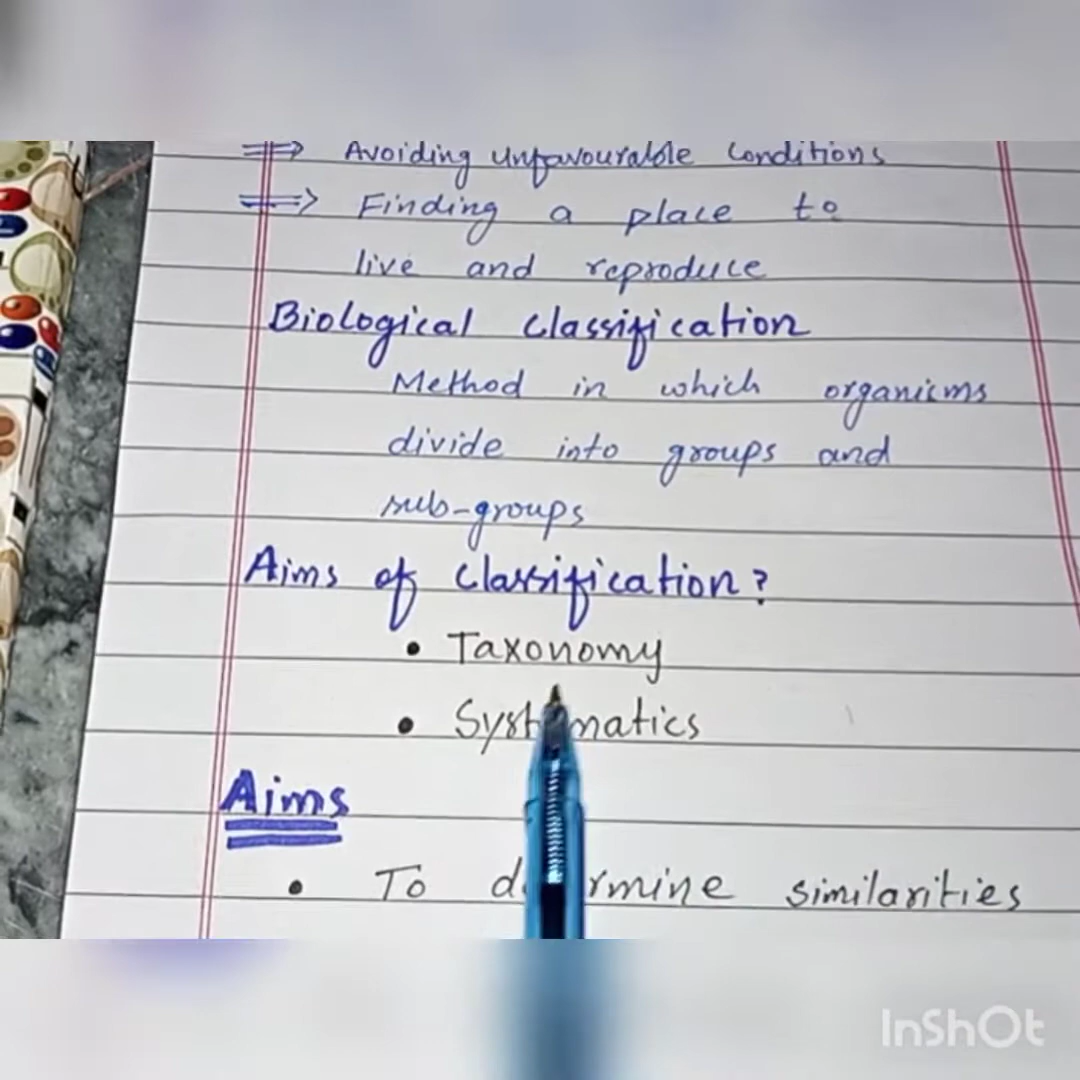 ⇒ Avoiding unfavourable Conditions
⇒ Finding a place to
live and reproduce
Biological Classification
Method in which organisms
divide into groups and
sub-groups
Aims of Classification?
• Taxonomy
• Systematics
Aims
• To determine similarities
InShOt